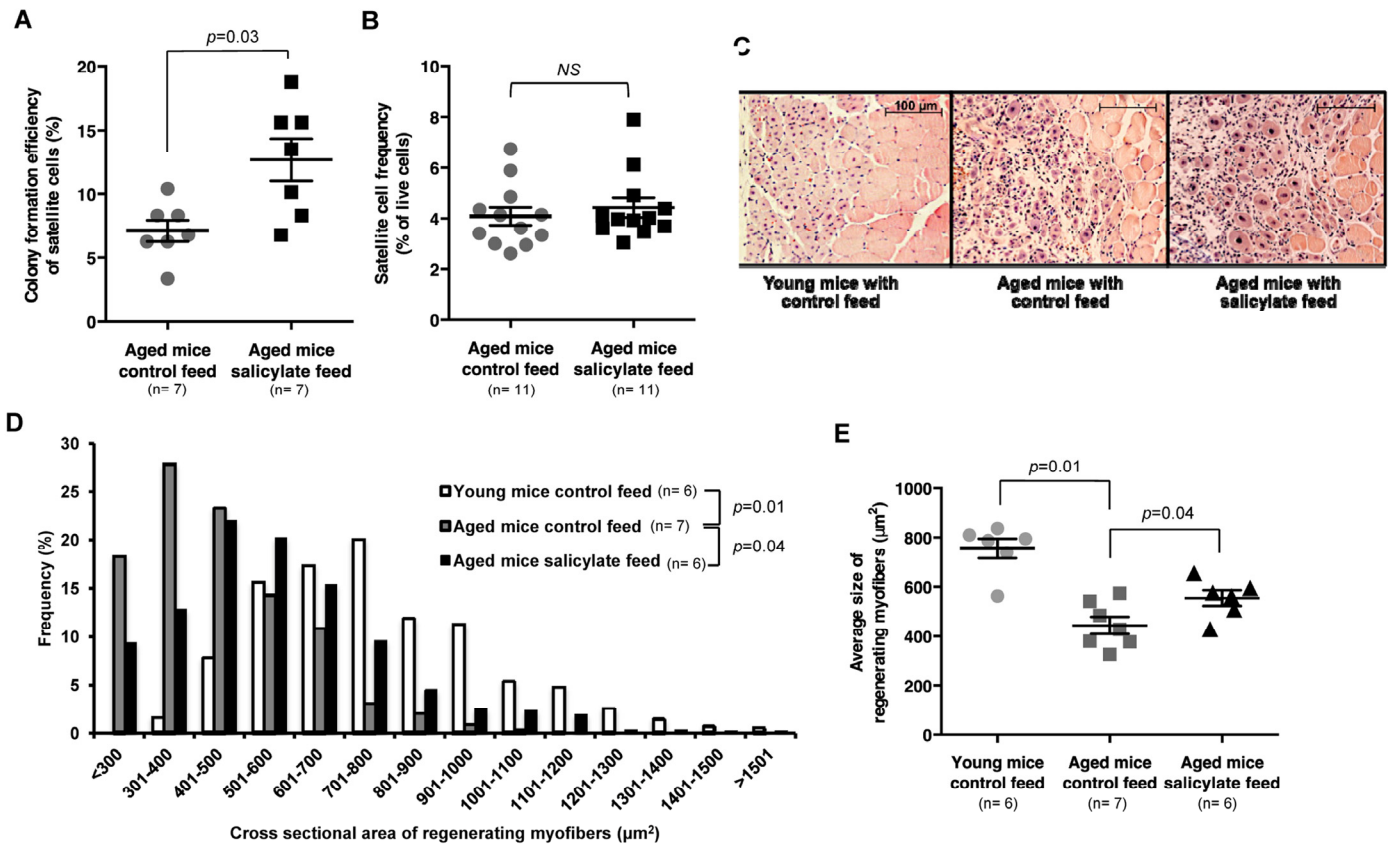 A
p=0.03
Colony formation efficiency
of satellite cells (%)
20
15
10
5
0
Aged mice
control feed
(n= 7)
Aged mice
salicylate feed
(n= 7)
B
NS
Satellite cell frequency
(% of live cells)
10
8
6
4
2
0
Aged mice
control feed
(n= 11)
Aged mice
salicylate feed
(n= 11)
C
100 µm
Young mice with
control feed
Aged mice with
control feed
Aged mice with
salicylate feed
D
Frequency (%)
30
25
20
15
10
5
0
Young mice control feed (n= 6)
Aged mice control feed (n= 7)
Aged mice salicylate feed (n= 6)
p=0.01
p=0.04
<300
301-400
401-500
501-600
601-700
701-800
801-900
901-1000
1001-1100
1101-1200
1201-1300
1301-1400
1401-1500
>1501
Cross sectional area of regenerating myofibers (µm²)
E
p=0.01
p=0.04
Average size of
regenerating myofibers (µm²)
1000
800
600
400
200
0
Young mice
control feed
(n= 6)
Aged mice
control feed
(n= 7)
Aged mice
salicylate feed
(n= 6)